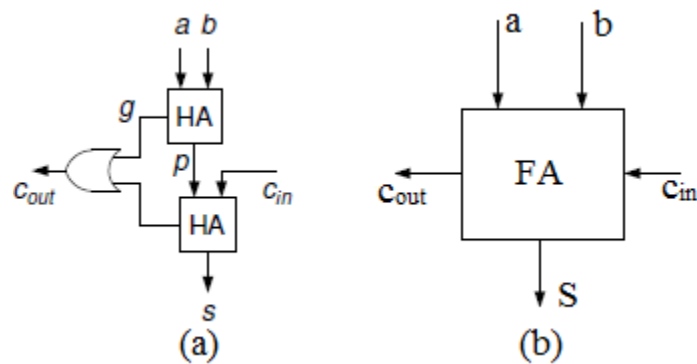 a b
g HA
p
c_out c_in
HA
s
(a)
a b
FA
c_out c_in
S
(b)